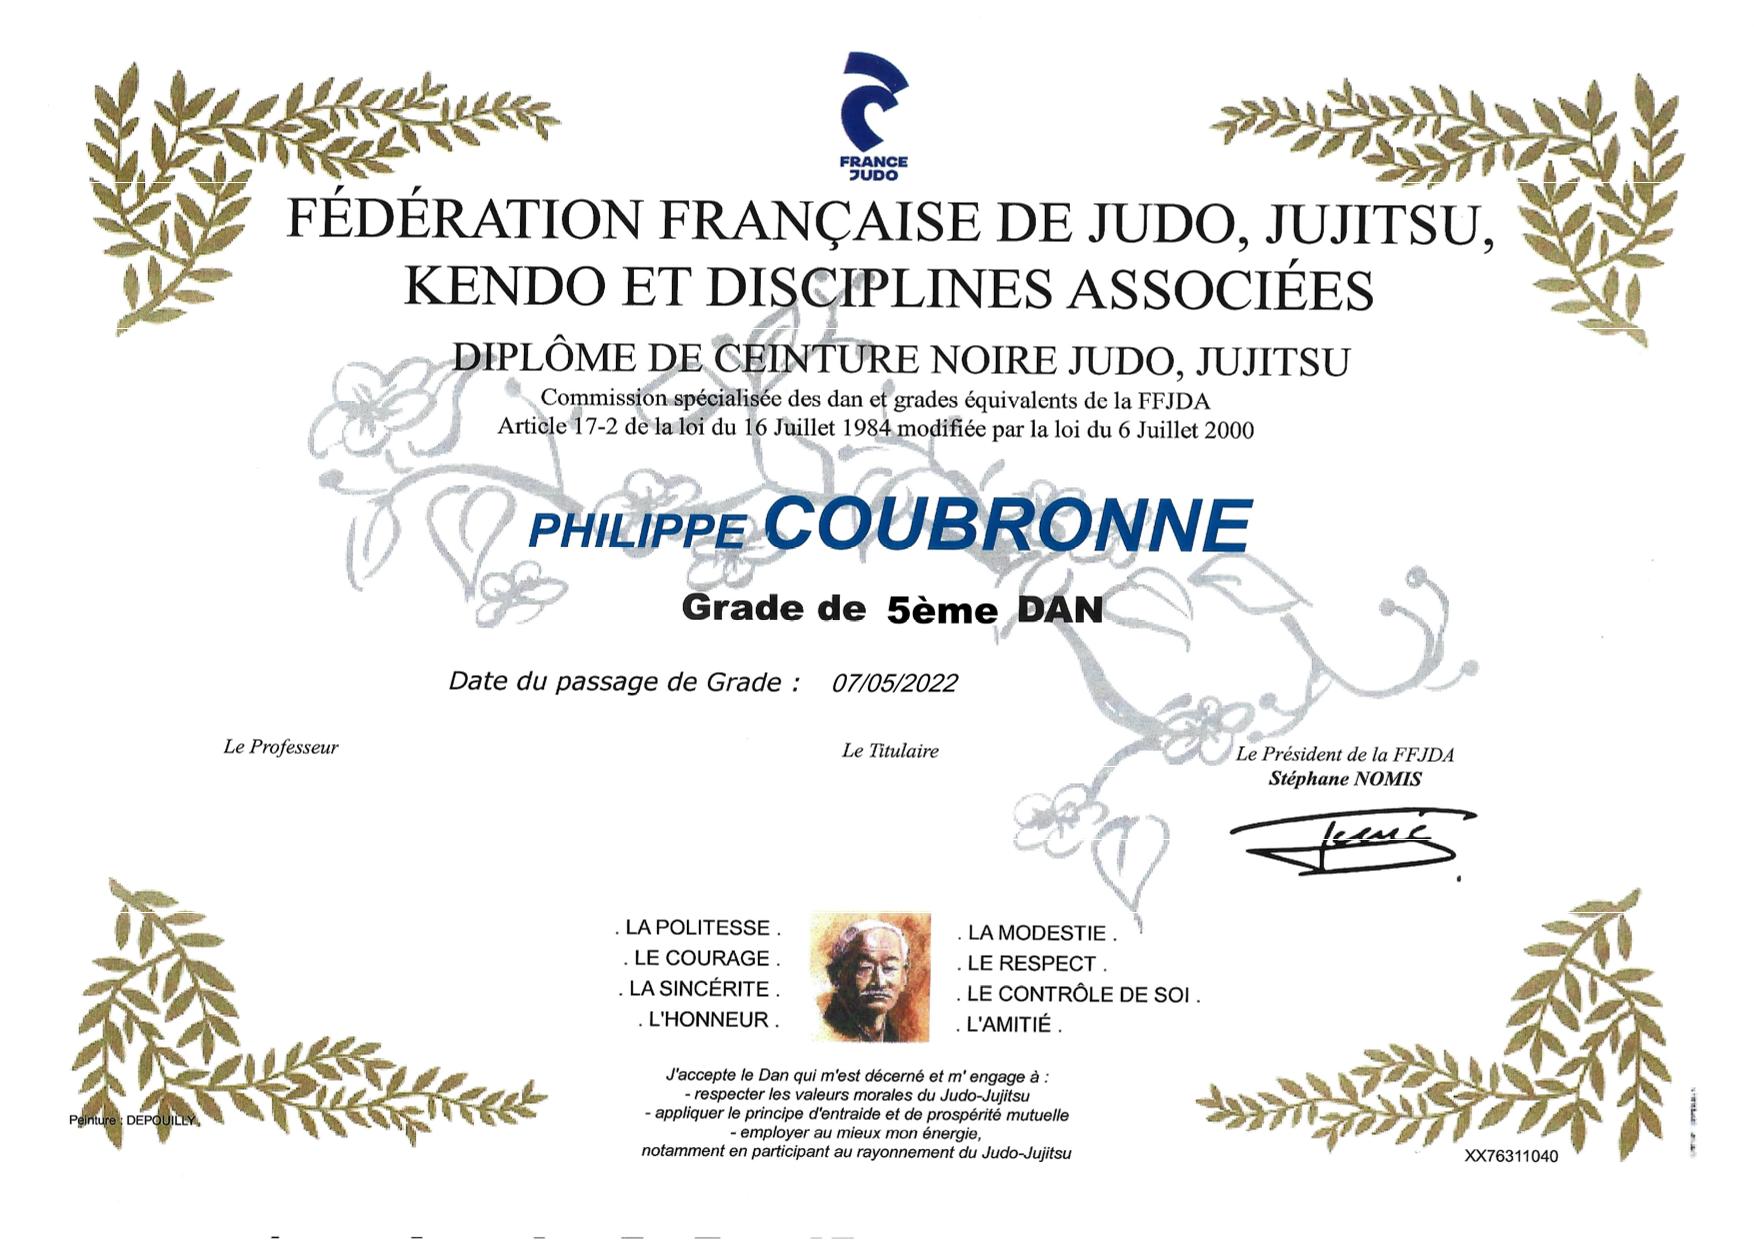 FRANCE
JUDO
FÉDÉRATION FRANÇAISE DE JUDO, JUJITSU,
KENDO ET DISCIPLINES ASSOCIÉES
DIPLÔME DE CEINTURE NOIRE JUDO, JUJITSU
Commission spécialisée des dan et grades équivalents de la FFJDA
Article 17-2 de la loi du 16 Juillet 1984 modifiée par la loi du 6 Juillet 2000
PHILIPPE COUBRONNE
Grade de 5ème DAN
Date du passage de Grade : 07/05/2022
Le Professeur
Le Titulaire
Le Président de la FFJDA
Stéphane NOMIS
. LA POLITESSE .
. LE COURAGE .
. LA SINCÉRITE .
. L'HONNEUR .
. LA MODESTIE .
. LE RESPECT .
. LE CONTRÔLE DE SOI .
. L'AMITIÉ .
J'accepte le Dan qui m'est décerné et m' engage à :
- respecter les valeurs morales du Judo-Jujitsu
- appliquer le principe d'entraide et de prospérité mutuelle
- employer au mieux mon énergie,
notamment en participant au rayonnement du Judo-Jujitsu
Peinture : DEPOUILLY
XX76311040